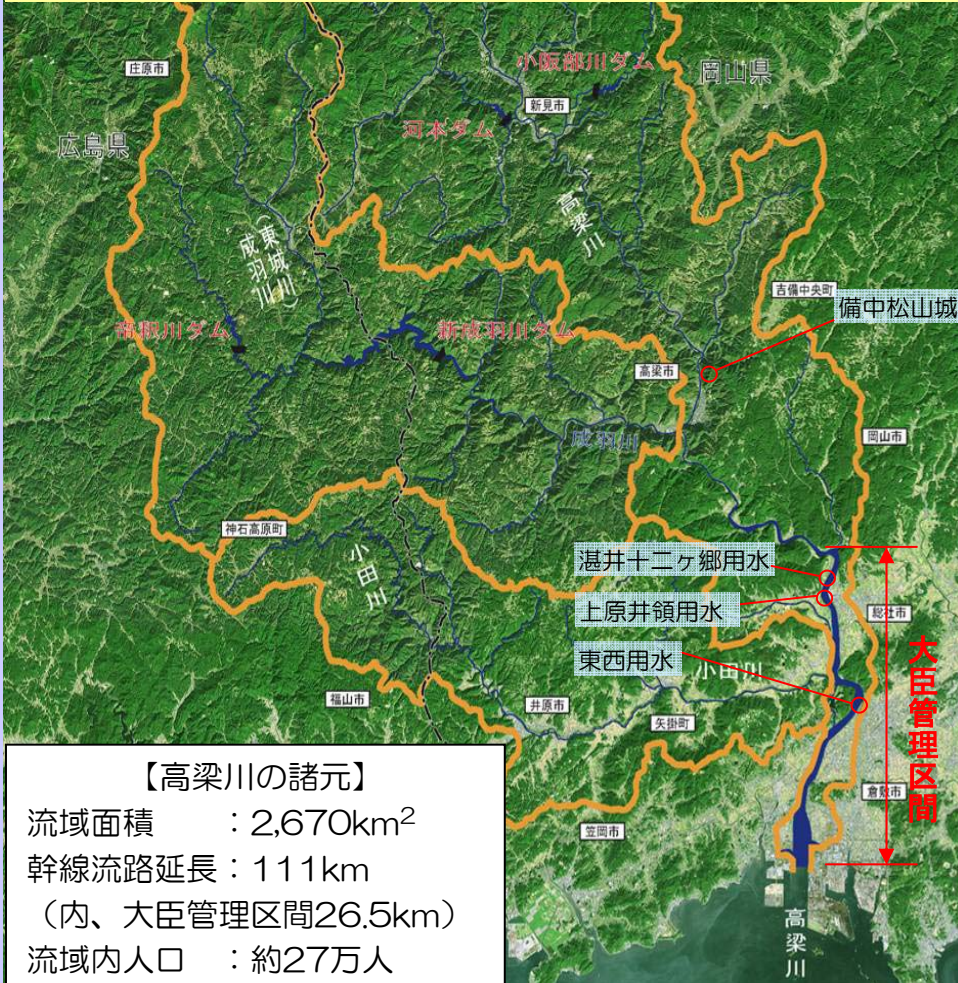 小阪部川ダム
岡山県
庄原市
新見市
河本ダム
広島県
高梁川
成羽川
(東城川)
吉備中央町
備中松山城
帝釈川ダム
新成羽川ダム
高梁市
成羽川
岡山市
神石高原町
小田川
湛井十二ヶ郷用水
上原井領用水
総社市
東西用水
小田川
大臣管理区間
福山市
井原市
矢掛町
倉敷市
笠岡市
高梁川
【高梁川の諸元】
流域面積 :2,670km²
幹線流路延長:111km
(内、大臣管理区間26.5km)
流域内人口 :約27万人